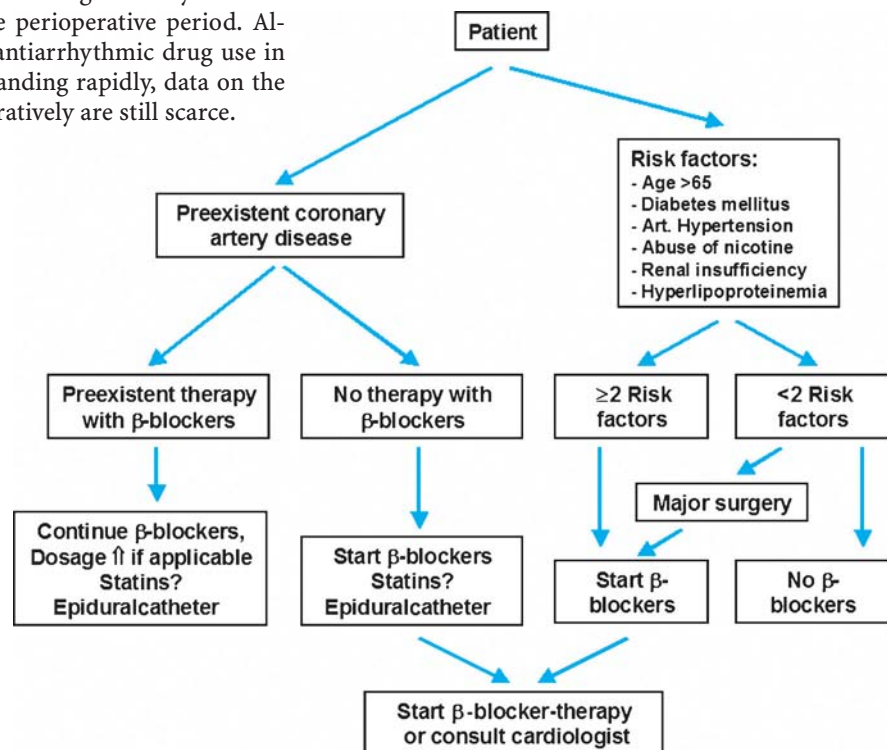 e perioperative period. Al-
antiarrhythmic drug use in
anding rapidly, data on the
ratively are still scarce.
Patient
Preexistent coronary
artery disease
Risk factors:
- Age >65
- Diabetes mellitus
- Art. Hypertension
- Abuse of nicotine
- Renal insufficiency
- Hyperlipoproteinemia
Preexistent therapy
with β-blockers
No therapy with
β-blockers
≥2 Risk
factors
<2 Risk
factors
Major surgery
Continue β-blockers,
Dosage ⇑ if applicable
Statins?
Epiduralcatheter
Start β-blockers
Statins?
Epiduralcatheter
Start β-
blockers
No β-
blockers
Start β-blocker-therapy
or consult cardiologist